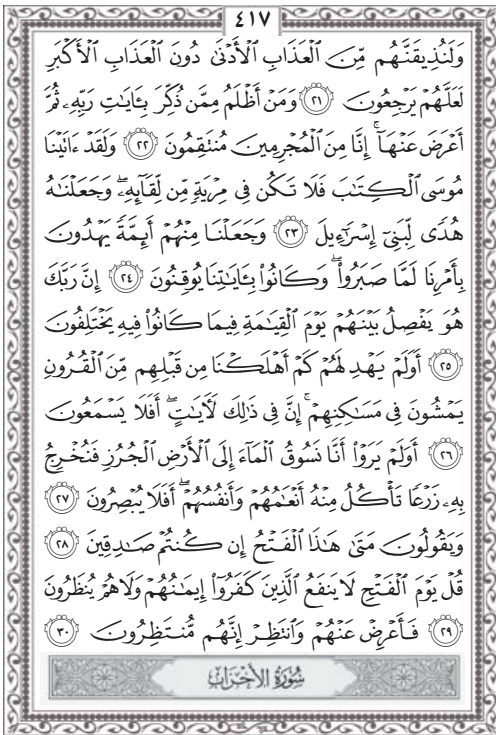 ٤١٧
وَلَنُذِيقَنَّهُم مِّنَ ٱلْعَذَابِ ٱلْأَدْنَىٰ دُونَ ٱلْعَذَابِ ٱلْأَكْبَرِ
لَعَلَّهُمْ يَرْجِعُونَ ٢١ وَمَنْ أَظْلَمُ مِمَّن ذُكِّرَ بِـَٔايَٰتِ رَبِّهِۦ ثُمَّ
أَعْرَضَ عَنْهَآ ۚ إِنَّا مِنَ ٱلْمُجْرِمِينَ مُنتَقِمُونَ ٢٢ وَلَقَدْ ءَاتَيْنَا
مُوسَى ٱلْكِتَٰبَ فَلَا تَكُن فِى مِرْيَةٍ مِّن لِّقَآئِهِۦ ۖ وَجَعَلْنَٰهُ
هُدًى لِّبَنِىٓ إِسْرَٰٓءِيلَ ٢٣ وَجَعَلْنَا مِنْهُمْ أَئِمَّةً يَهْدُونَ
بِأَمْرِنَا لَمَّا صَبَرُوا۟ ۖ وَكَانُوا۟ بِـَٔايَٰتِنَا يُوقِنُونَ ٢٤ إِنَّ رَبَّكَ
هُوَ يَفْصِلُ بَيْنَهُمْ يَوْمَ ٱلْقِيَٰمَةِ فِيمَا كَانُوا۟ فِيهِ يَخْتَلِفُونَ
٢٥ أَوَلَمْ يَهْدِ لَهُمْ كَمْ أَهْلَكْنَا مِن قَبْلِهِم مِّنَ ٱلْقُرُونِ
يَمْشُونَ فِى مَسَٰكِنِهِمْ ۚ إِنَّ فِى ذَٰلِكَ لَءَايَٰتٍ ۖ أَفَلَا يَسْمَعُونَ
٢٦ أَوَلَمْ يَرَوْا۟ أَنَّا نَسُوقُ ٱلْمَآءَ إِلَى ٱلْأَرْضِ ٱلْجُرُزِ فَنُخْرِجُ
بِهِۦ زَرْعًا تَأْكُلُ مِنْهُ أَنْعَٰمُهُمْ وَأَنفُسُهُمْ ۖ أَفَلَا يُبْصِرُونَ ٢٧
وَيَقُولُونَ مَتَىٰ هَٰذَا ٱلْفَتْحُ إِن كُنتُمْ صَٰدِقِينَ ٢٨
قُلْ يَوْمَ ٱلْفَتْحِ لَا يَنفَعُ ٱلَّذِينَ كَفَرُوٓا۟ إِيمَٰنُهُمْ وَلَا هُمْ يُنظَرُونَ
٢٩ فَأَعْرِضْ عَنْهُمْ وَٱنتَظِرْ إِنَّهُم مُّنتَظِرُونَ ٣٠
سُورَةُ الأَحْزَابِ